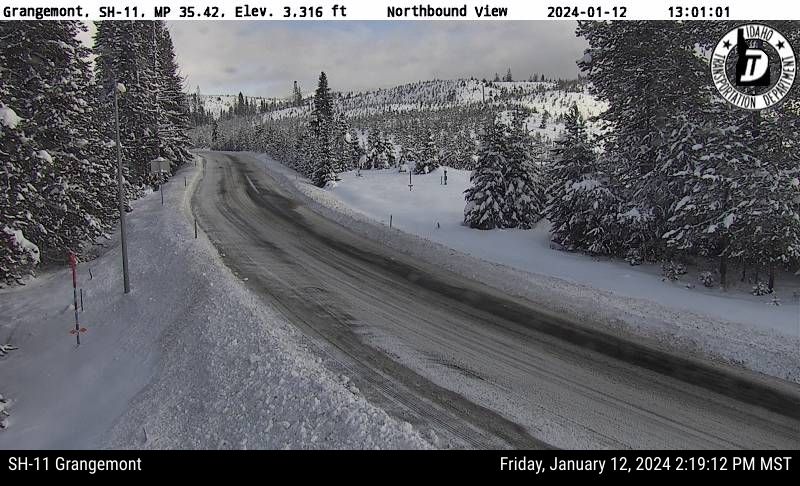 Grangemont, SH-11, MP 35.42, Elev. 3,316 ft Northbound View 2024-01-12 13:01:01
IDAHO
TRANSPORTATION DEPARTMENT
SH-11 Grangemont Friday, January 12, 2024 2:19:12 PM MST